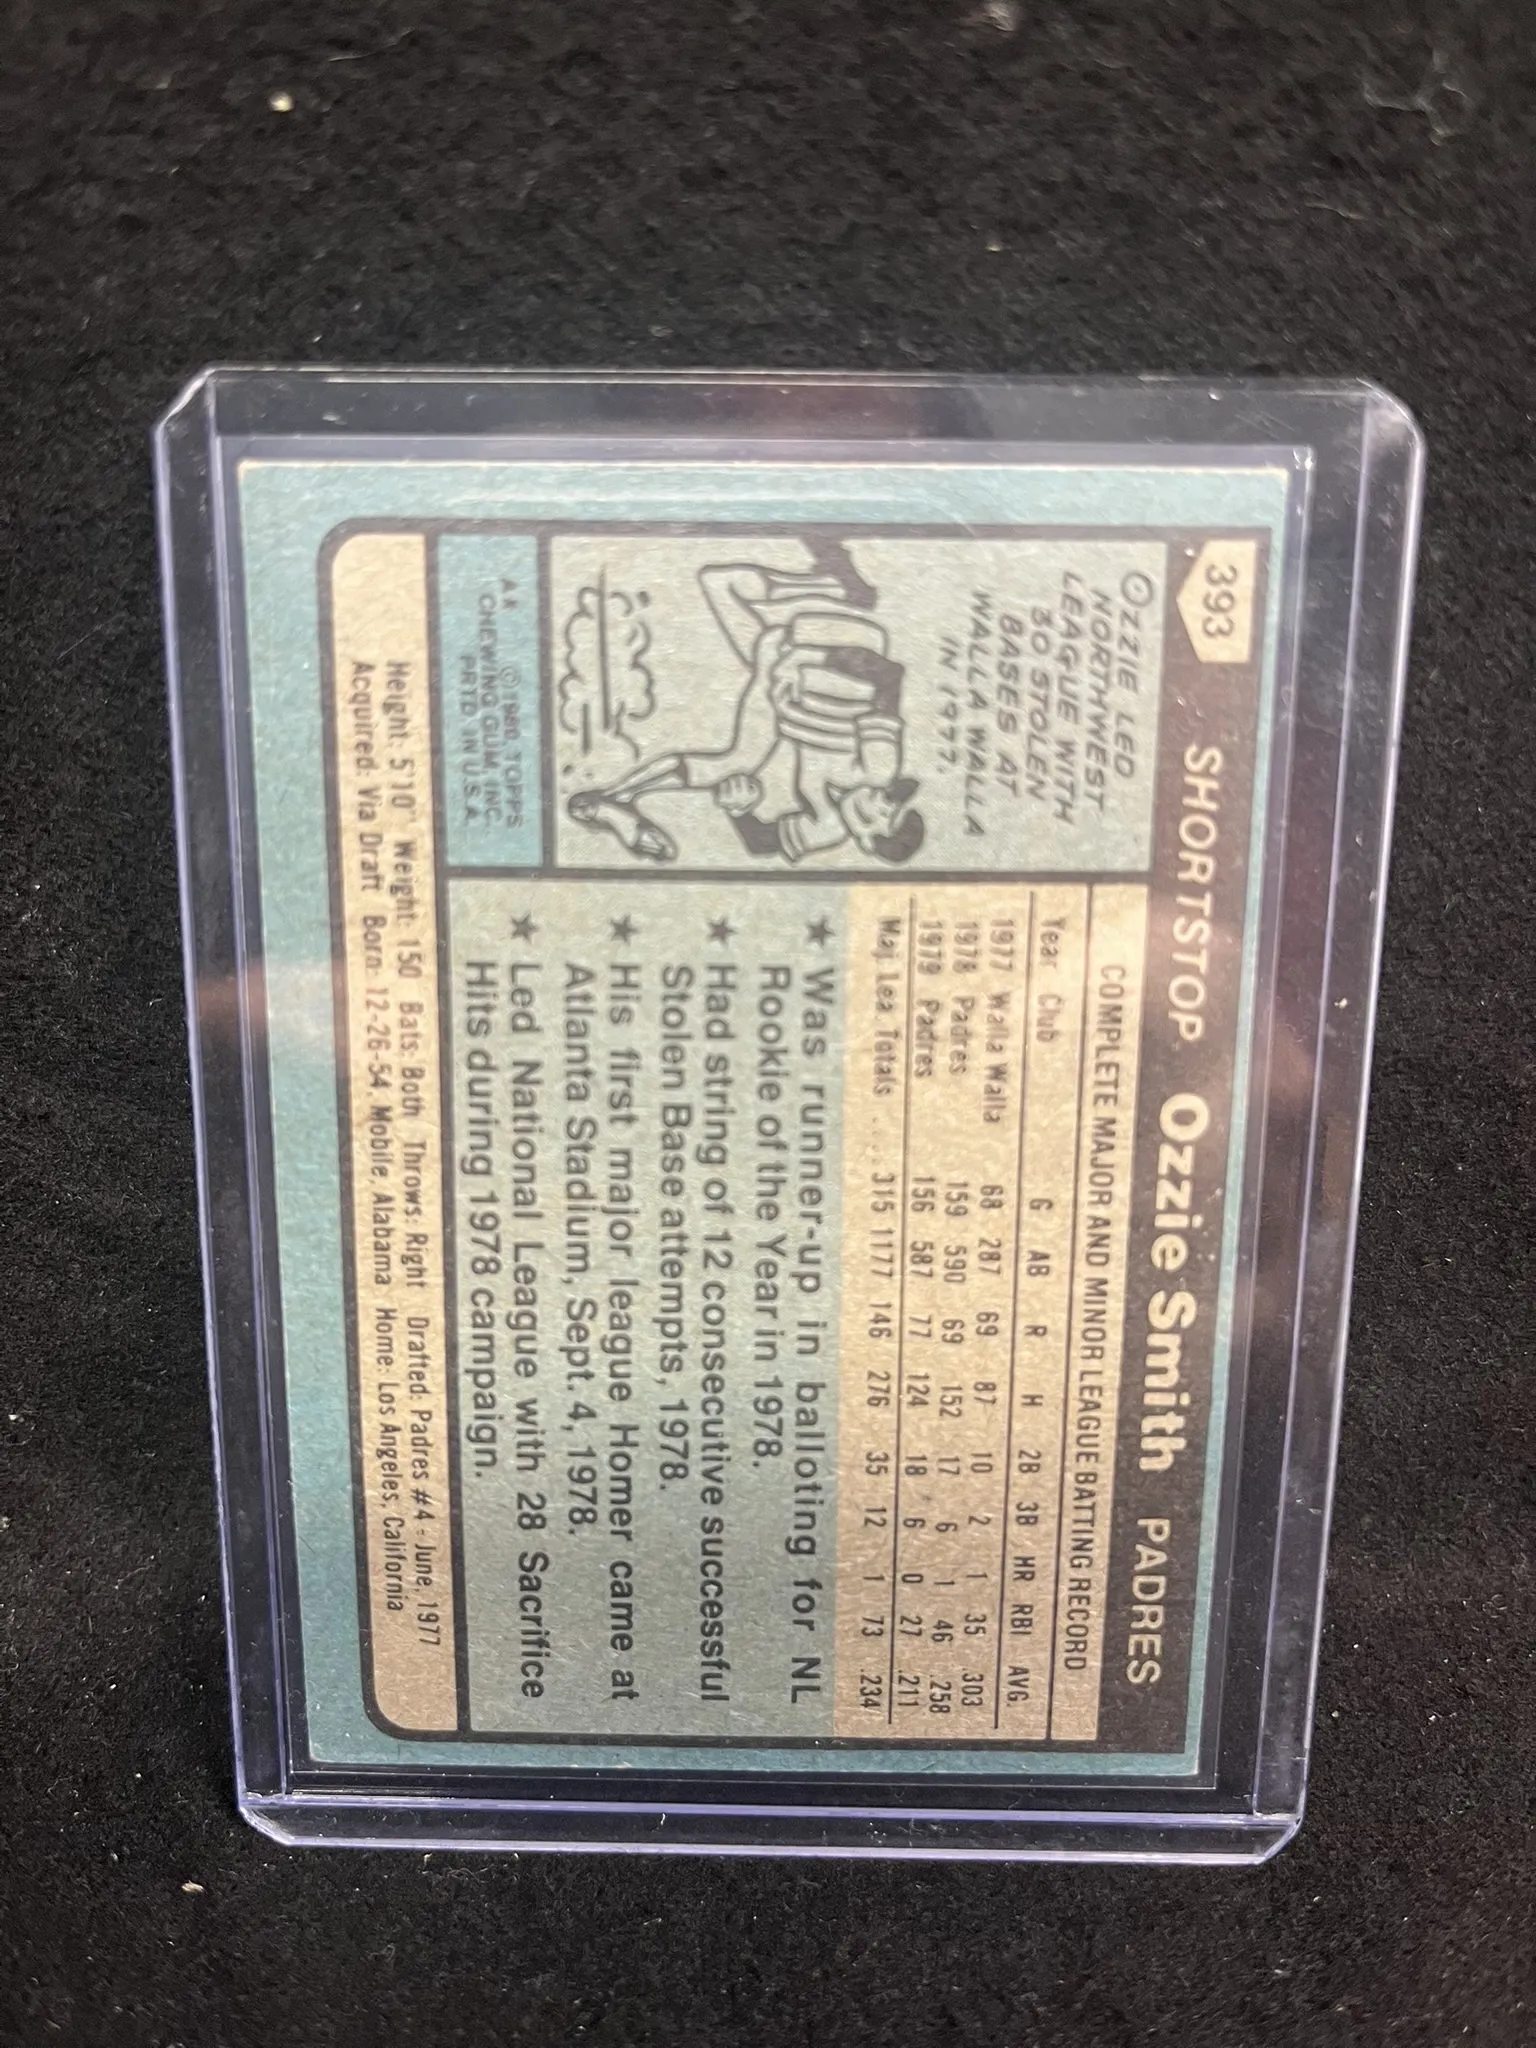 393 SHORTSTOP Ozzie Smith PADRES
OZZIE LED
NORTHWEST
LEAGUE WITH
30 STOLEN
BASES AT
WALLA WALLA
IN 1977.
© 1980 TOPPS
CHEWING GUM, INC.
PRTD. IN U.S.A.
COMPLETE MAJOR AND MINOR LEAGUE BATTING RECORD
Year Club G AB R H 2B 3B HR RBI AVG.
1977 Walla Walla 68 287 69 87 10 2 1 35 .303
1978 Padres 159 590 69 152 17 6 1 46 .258
1979 Padres 156 587 77 124 18 6 0 27 .211
Maj. Lea. Totals .... 315 1177 146 276 35 12 1 73 .234
★ Was runner-up in balloting for NL
Rookie of the Year in 1978.
★ Had string of 12 consecutive successful
Stolen Base attempts, 1978.
★ His first major league Homer came at
Atlanta Stadium, Sept. 4, 1978.
★ Led National League with 28 Sacrifice
Hits during 1978 campaign.
Height: 5'10" Weight: 150 Bats: Both Throws: Right Drafted: Padres #4 - June, 1977
Acquired: Via Draft Born: 12-26-54, Mobile, Alabama Home: Los Angeles, California